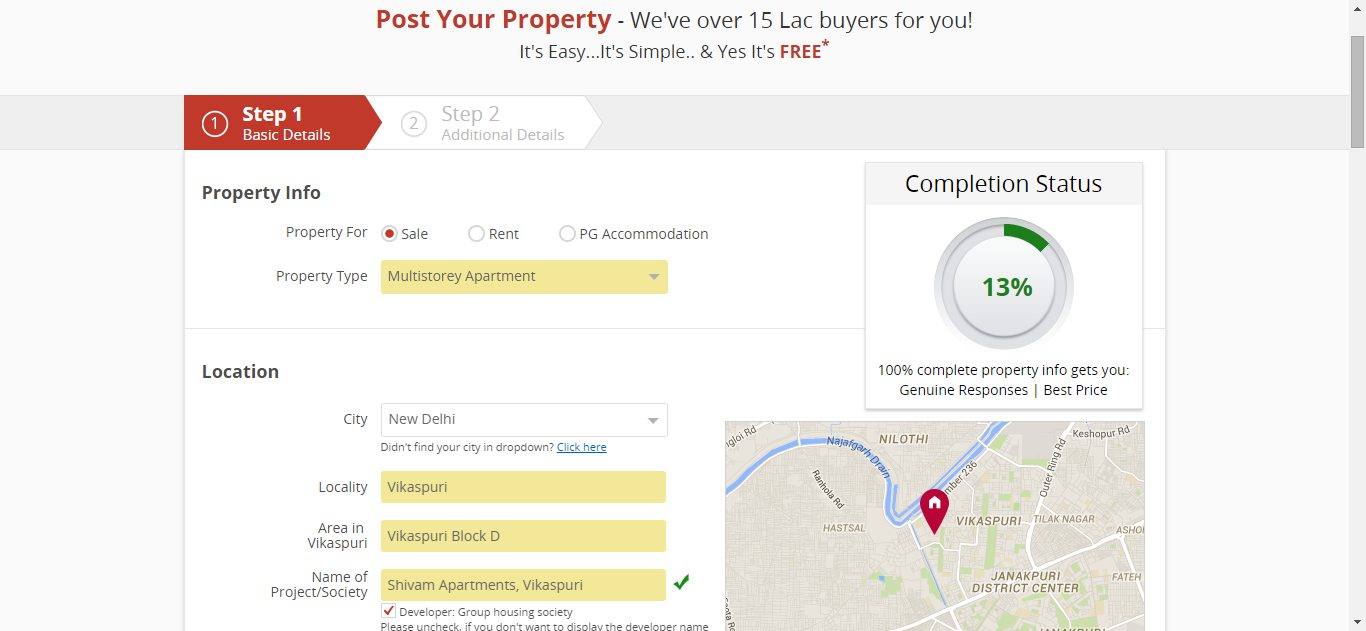 Post Your Property - We've over 15 Lac buyers for you!
It's Easy...It's Simple.. & Yes It's FREE*
1
Step 1
Basic Details
2
Step 2
Additional Details
Property Info
Property For
Sale
Rent
PG Accommodation
Property Type
Multistorey Apartment
Completion Status
13%
100% complete property info gets you:
Genuine Responses | Best Price
Location
City
New Delhi
Didn't find your city in dropdown? Click here
Locality
Vikaspuri
Area in
Vikaspuri
Vikaspuri Block D
Name of
Project/Society
Shivam Apartments, Vikaspuri
Developer: Group housing society
Please uncheck, if you don't want to display the developer name
Najafgarh Drain
NILOTHI
Keshopur Rd
Outer Ring Rd
Ranhola Rd
236
HASTSAL
VIKASPURI
TILAK NAGAR
JANAKPURI
DISTRICT CENTER
FATEH
JANAKPURI